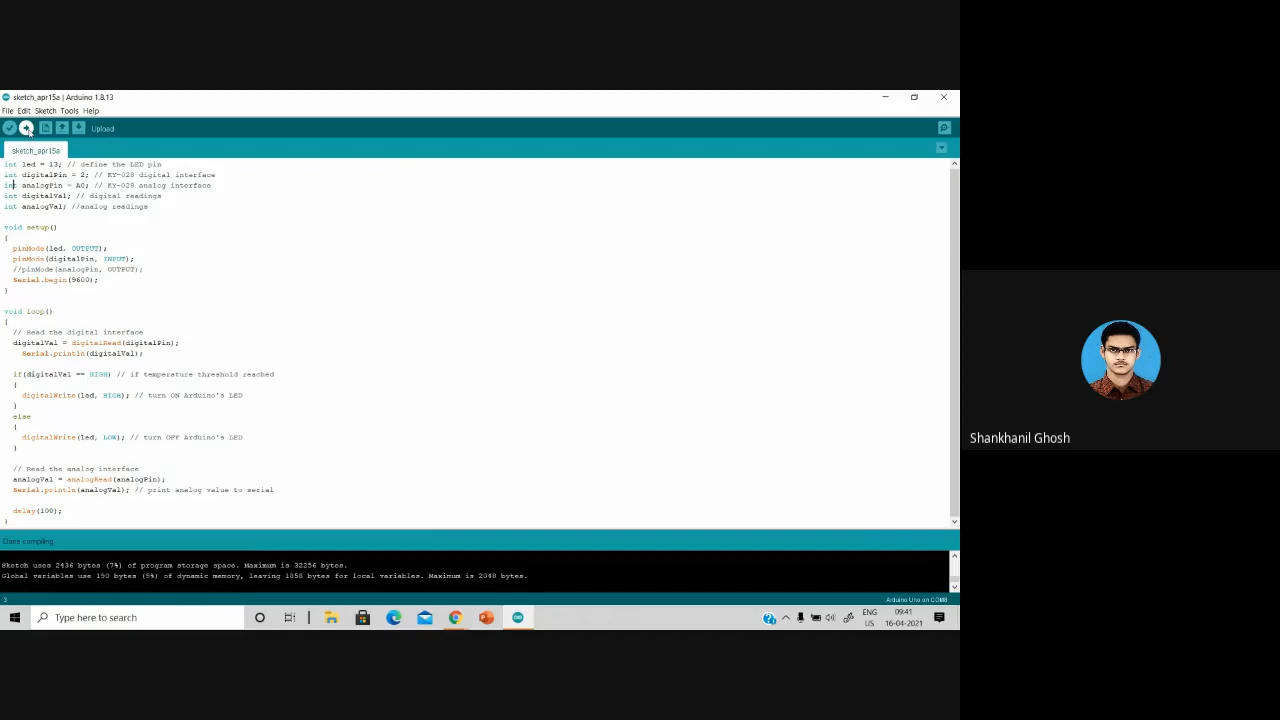 sketch_apr15a | Arduino 1.8.13
File Edit Sketch Tools Help
Upload
sketch_apr15a
int led = 13; // define the LED pin
int digitalPin = 2; // KY-028 digital interface
int analogPin = A0; // KY-028 analog interface
int digitalVal; // digital readings
int analogVal; //analog readings
void setup()
{
pinMode(led, OUTPUT);
pinMode(digitalPin, INPUT);
//pinMode(analogPin, OUTPUT);
Serial.begin(9600);
}
void loop()
{
// Read the digital interface
digitalVal = digitalRead(digitalPin);
Serial.println(digitalVal);
if(digitalVal == HIGH) // if temperature threshold reached
{
digitalWrite(led, HIGH); // turn ON Arduino's LED
}
else
{
digitalWrite(led, LOW); // turn OFF Arduino's LED
}
// Read the analog interface
analogVal = analogRead(analogPin);
Serial.println(analogVal); // print analog value to serial
delay(100);
}
Done compiling.
Sketch uses 2436 bytes (7%) of program storage space. Maximum is 32256 bytes.
Global variables use 190 bytes (9%) of dynamic memory, leaving 1858 bytes for local variables. Maximum is 2048 bytes.
3
Arduino Uno on COM8
Type here to search
ENG
US
09:41
16-04-2021
Shankhanil Ghosh